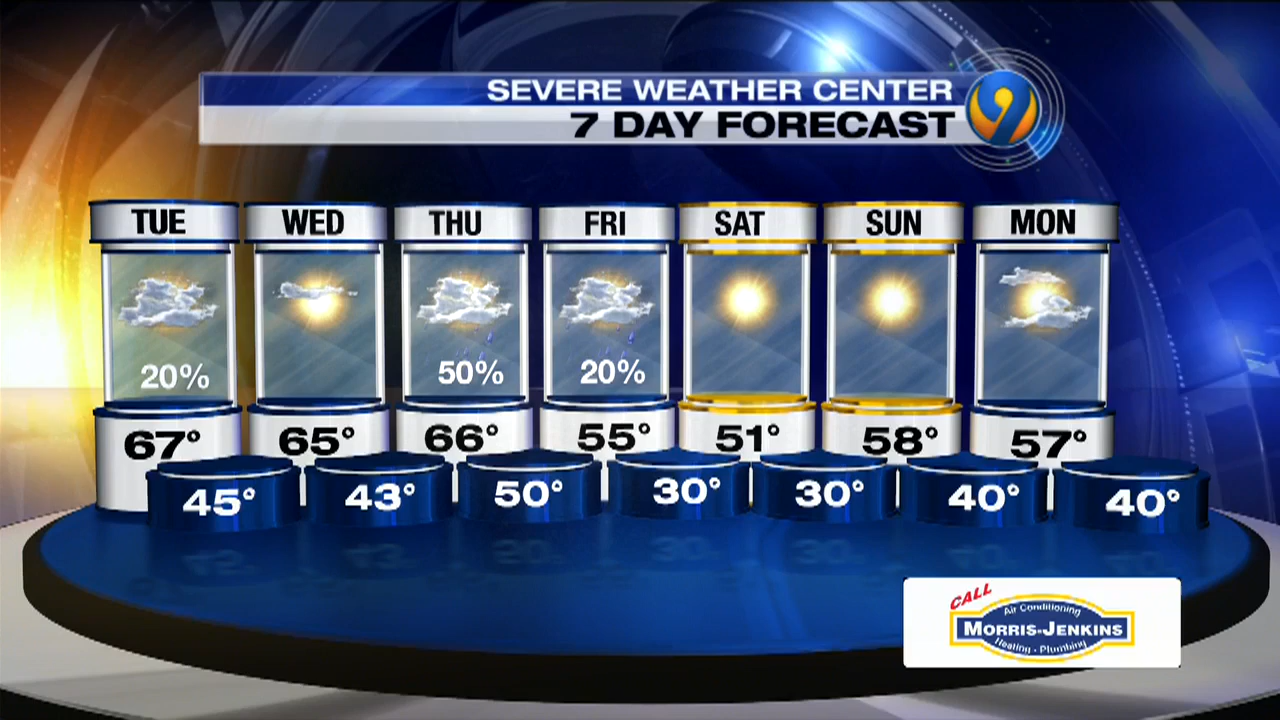 SEVERE WEATHER CENTER
7 DAY FORECAST
9
TUE WED THU FRI SAT SUN MON
20% 50% 20%
67° 65° 66° 55° 51° 58° 57°
45° 43° 50° 30° 30° 40° 40°
CALL
Air Conditioning
MORRIS-JENKINS
Heating - Plumbing